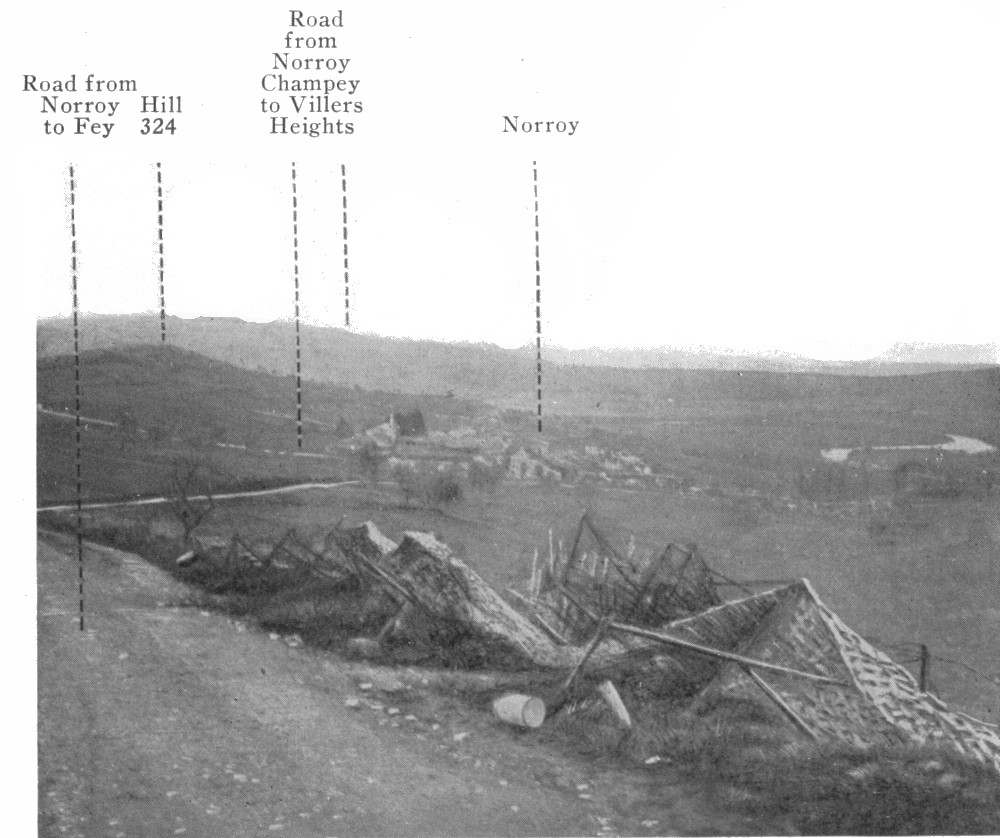 Road from
Norroy
to Fey
Hill
324
Road
from
Norroy
Champey
to Villers
Heights
Norroy